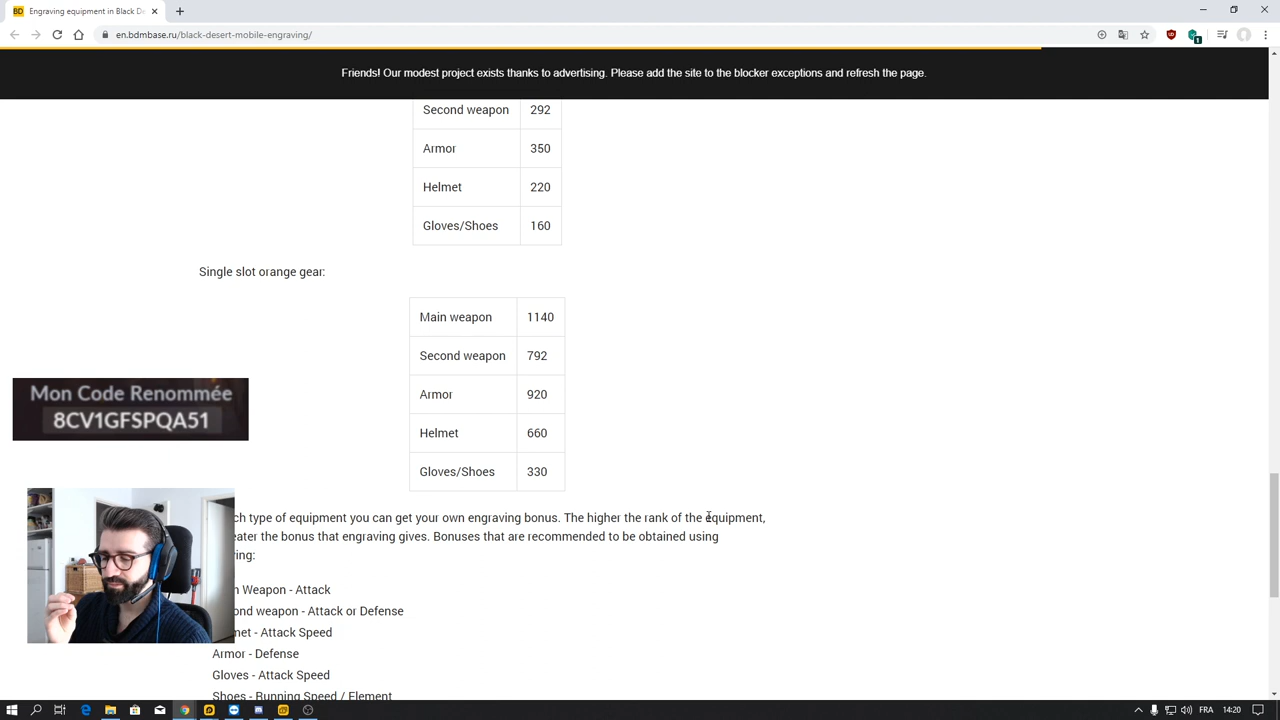 Engraving equipment in Black De
en.bdmbase.ru/black-desert-mobile-engraving/
Friends! Our modest project exists thanks to advertising. Please add the site to the blocker exceptions and refresh the page.
Second weapon 292
Armor 350
Helmet 220
Gloves/Shoes 160
Single slot orange gear:
Main weapon 1140
Second weapon 792
Armor 920
Helmet 660
Gloves/Shoes 330
Mon Code Renommée
8CV1GFSPQA51
type of equipment you can get your own engraving bonus. The higher the rank of the equipment,
the bonus that engraving gives. Bonuses that are recommended to be obtained using
Weapon - Attack
weapon - Attack or Defense
- Attack Speed
Armor - Defense
Gloves - Attack Speed
Shoes - Running Speed / Element
FRA
14:20